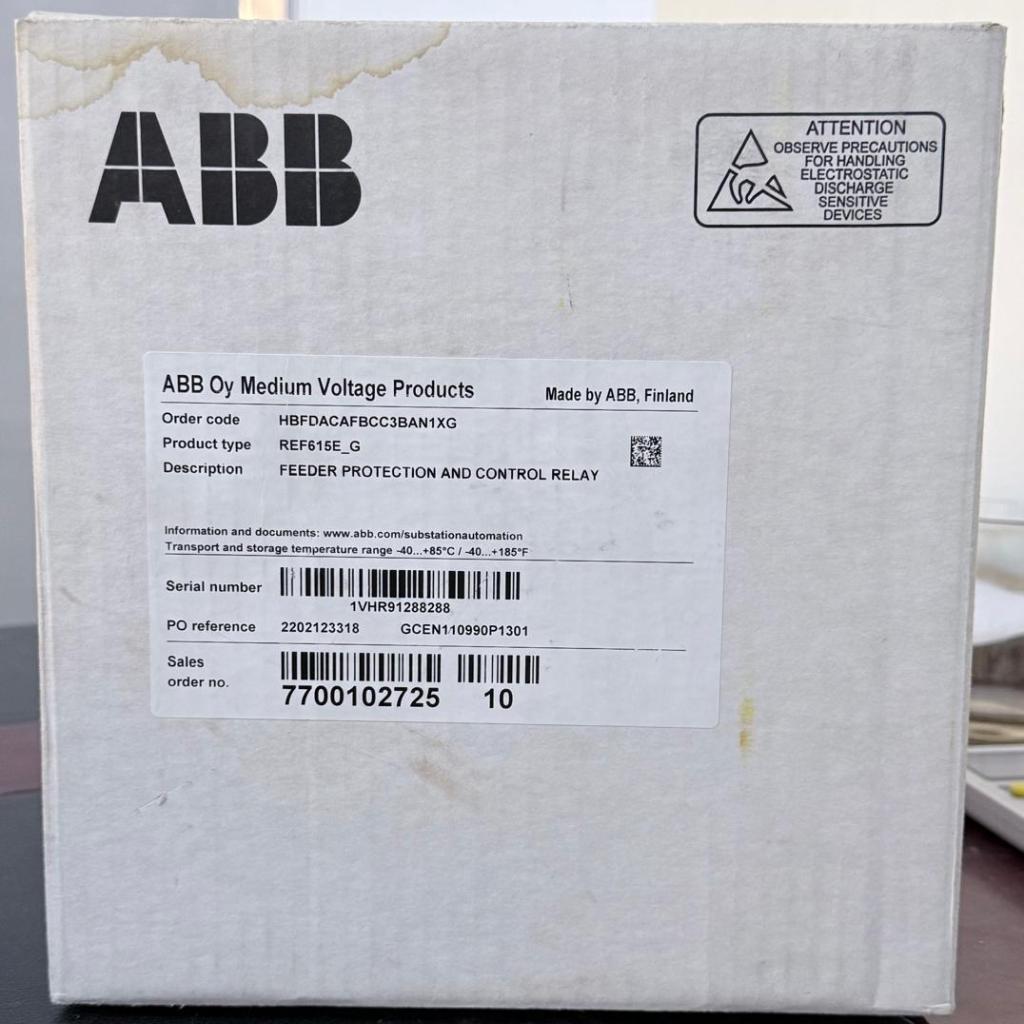 ABB
ATTENTION
OBSERVE PRECAUTIONS
FOR HANDLING
ELECTROSTATIC
DISCHARGE
SENSITIVE
DEVICES
ABB Oy Medium Voltage Products Made by ABB, Finland
Order code HBFDACAFBCC3BAN1XG
Product type REF615E_G
Description FEEDER PROTECTION AND CONTROL RELAY
Information and documents: www.abb.com/substationautomation
Transport and storage temperature range -40...+85°C / -40...+185°F
Serial number
1VHR91288288
PO reference 2202123318 GCEN110990P1301
Sales
order no.
7700102725 10